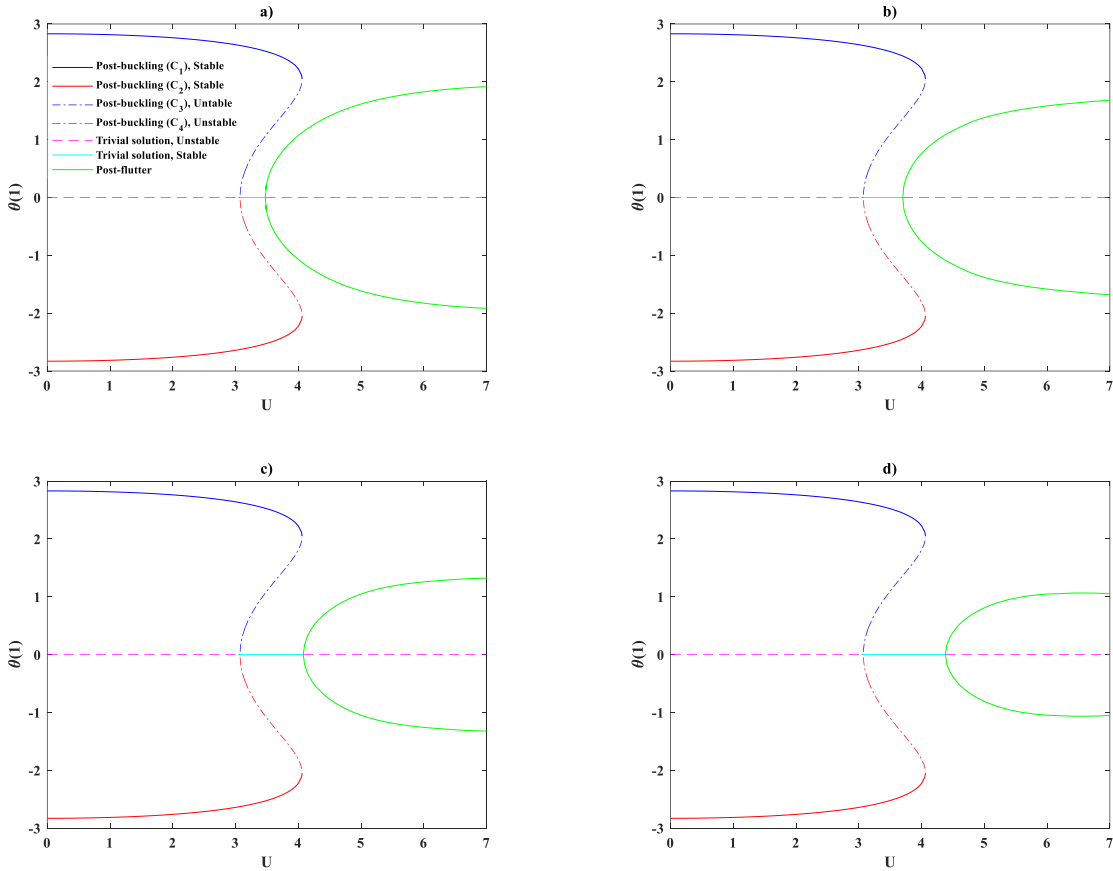 a)
3
2
1
0
-1
-2
-3
θ(1)
Post-buckling (C1), Stable
Post-buckling (C2), Stable
Post-buckling (C3), Untable
Post-buckling (C4), Unstable
Trivial solution, Unstable
Trivial solution, Stable
Post-flutter
0 1 2 3 4 5 6 7
U
b)
3
2
1
0
-1
-2
-3
θ(1)
0 1 2 3 4 5 6 7
U
c)
3
2
1
0
-1
-2
-3
θ(1)
0 1 2 3 4 5 6 7
U
d)
3
2
1
0
-1
-2
-3
θ(1)
0 1 2 3 4 5 6 7
U